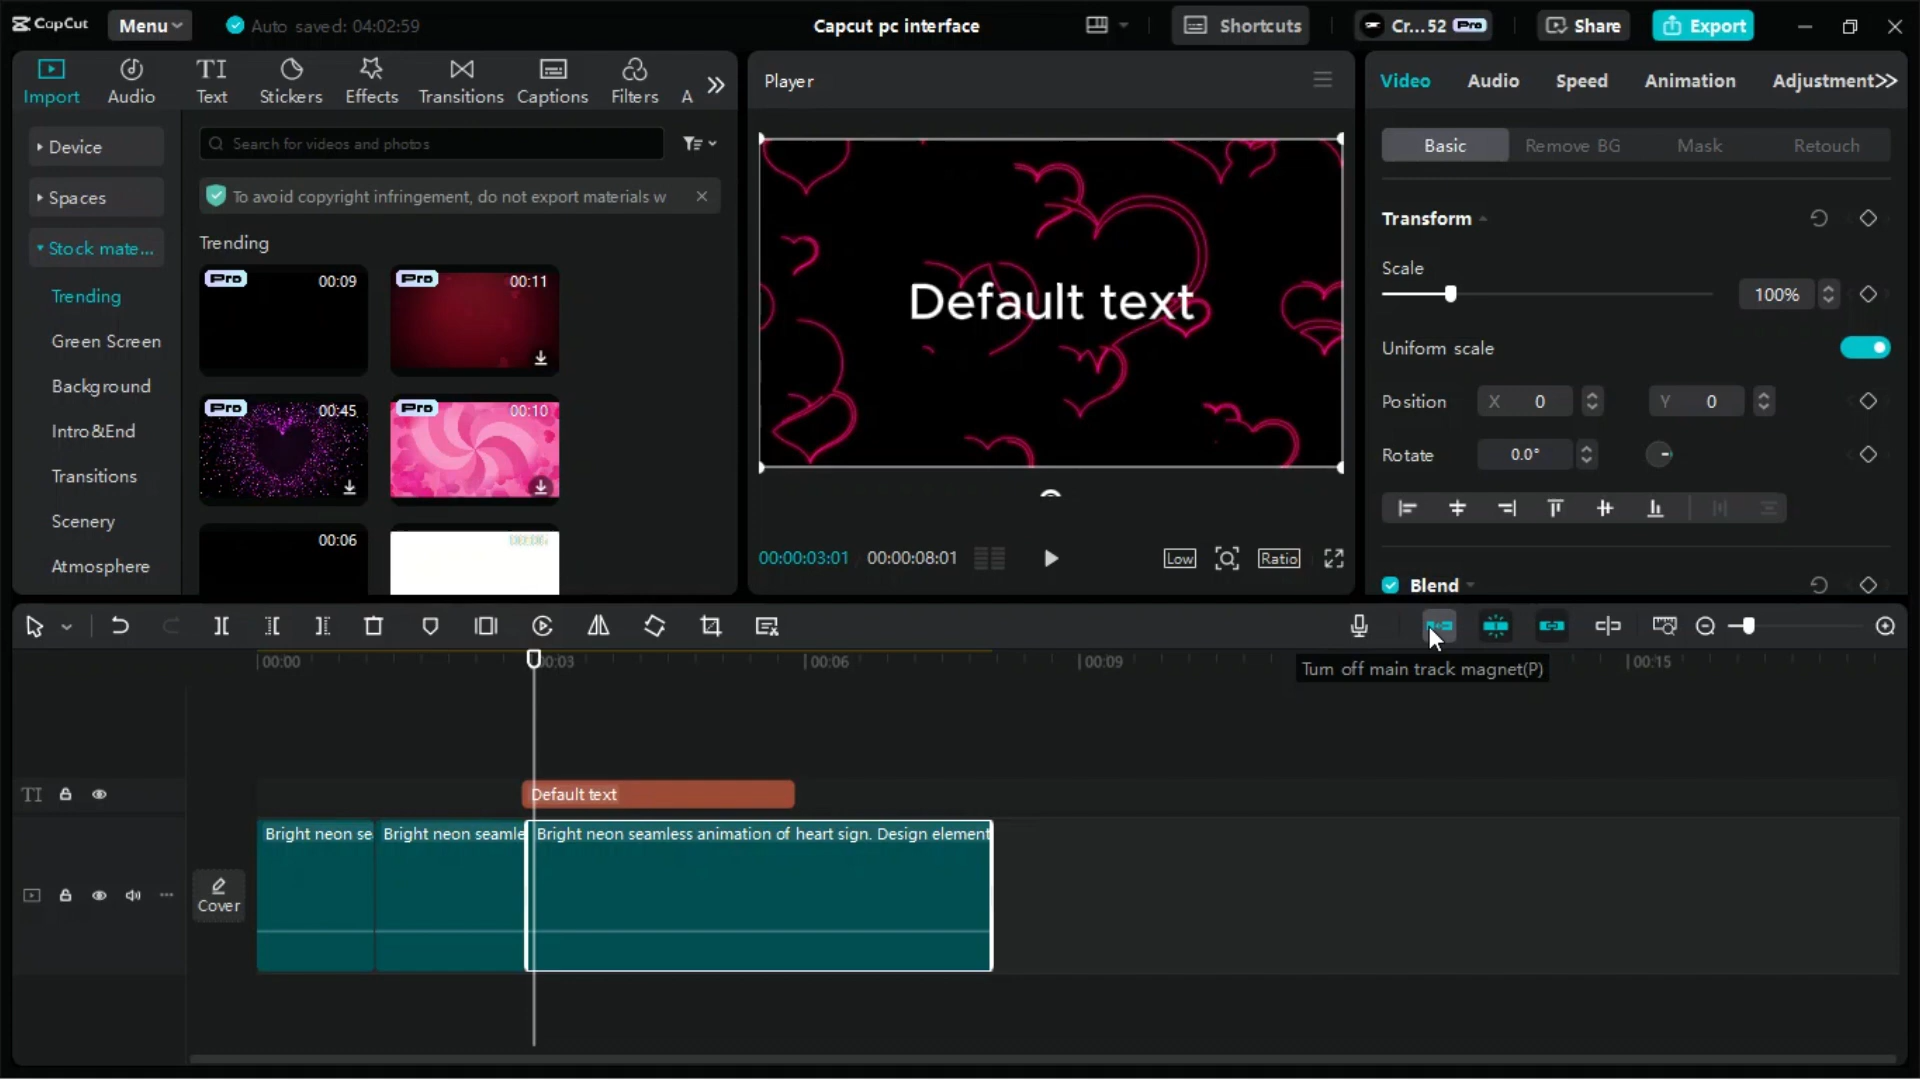 CapCut
Menu
Auto saved: 04:02:59
Capcut pc interface
Shortcuts
Cr...52 Pro
Share
Export
Import
Audio
Text
Stickers
Effects
Transitions
Captions
Filters
A
Device
Spaces
Stock mate...
Trending
Green Screen
Background
Intro&End
Transitions
Scenery
Atmosphere
Search for videos and photos
To avoid copyright infringement, do not export materials w
Trending
Pro 00:09
Pro 00:11
Pro 00:45
Pro 00:10
00:06
Player
Default text
00:00:03:01 00:00:08:01
Low
Ratio
Video
Audio
Speed
Animation
Adjustment
Basic
Remove BG
Mask
Retouch
Transform
Scale
100%
Uniform scale
Position X 0 Y 0
Rotate 0.0°
Blend
Turn off main track magnet(P)
00:00 00:03 00:06 00:09 00:15
TI
Default text
Cover
Bright neon se
Bright neon seamle
Bright neon seamless animation of heart sign. Design element